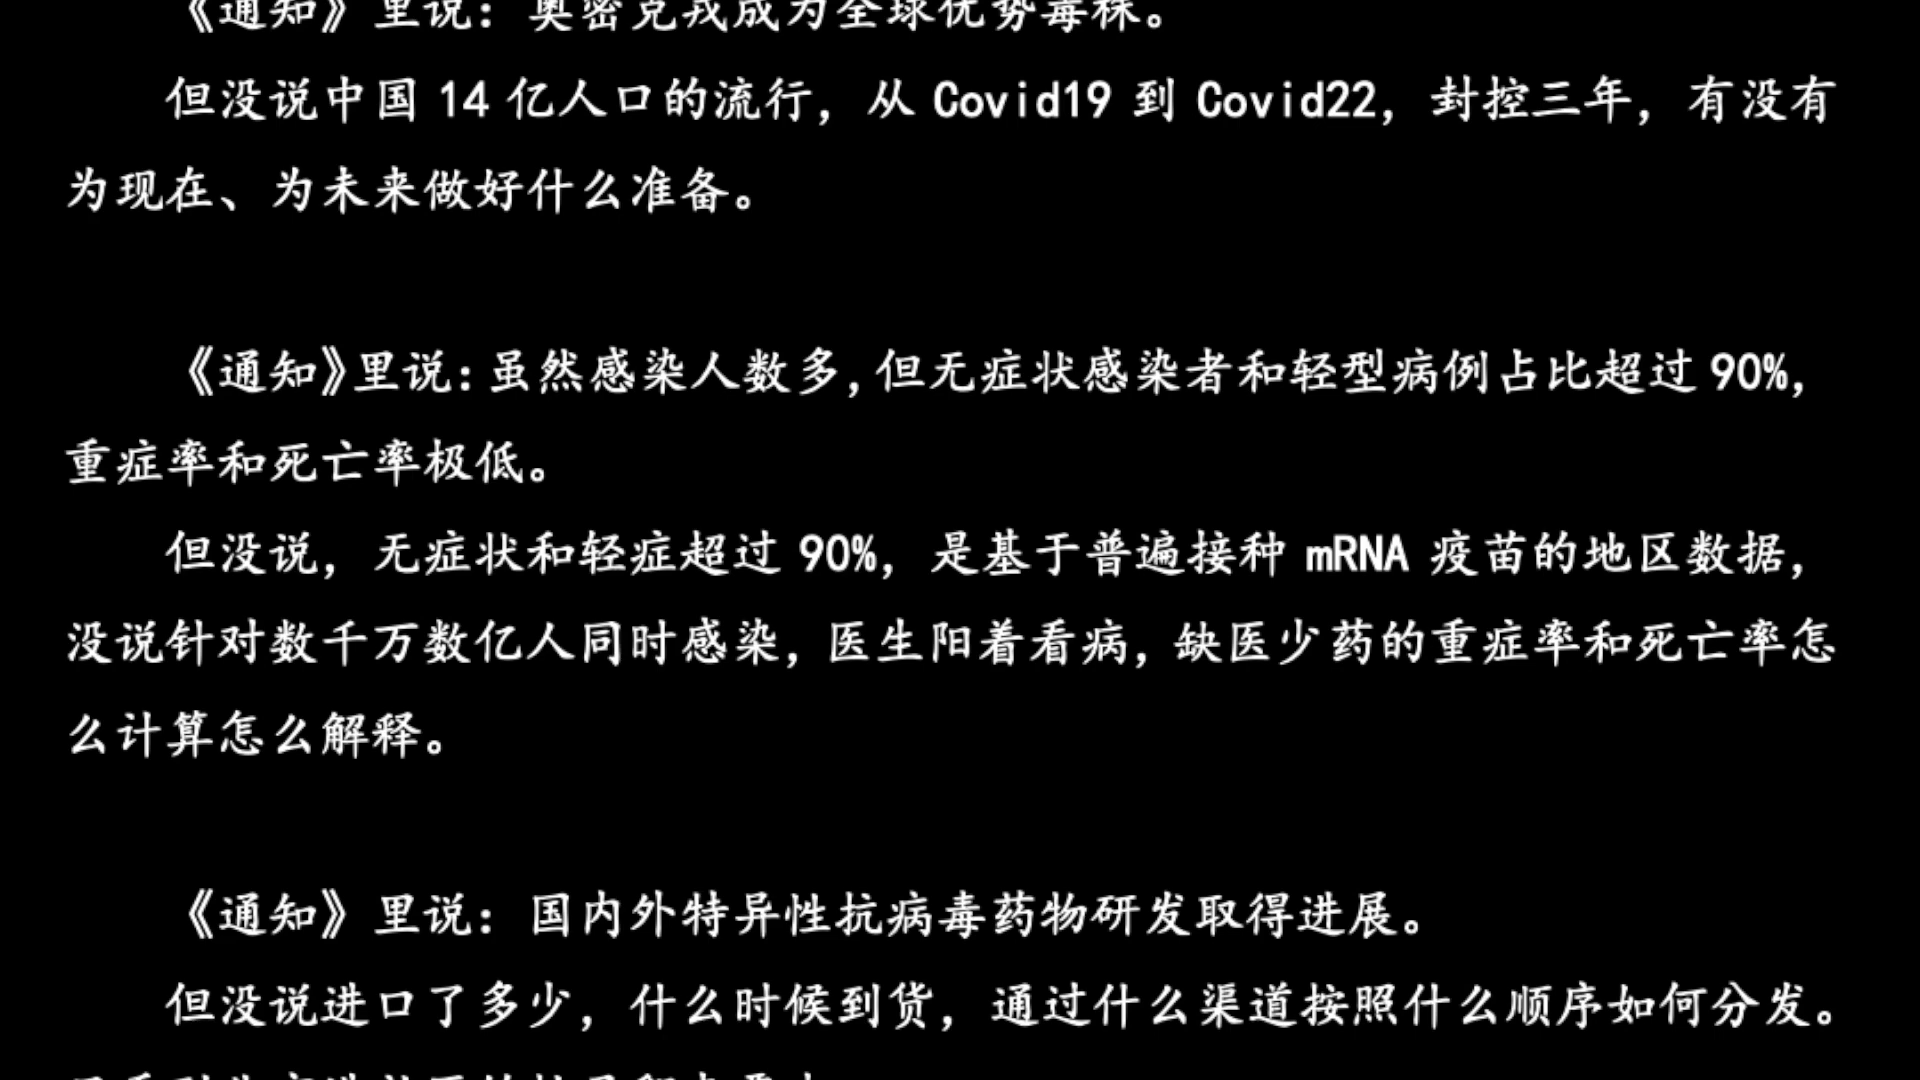 《通知》里说：奥密克戎成为全球优势毒株。
但没说中国 14 亿人口的流行，从 Covid19 到 Covid22，封控三年，有没有
为现在、为未来做好什么准备。
《通知》里说：虽然感染人数多，但无症状感染者和轻型病例占比超过 90%，
重症率和死亡率极低。
但没说，无症状和轻症超过 90%，是基于普遍接种 mRNA 疫苗的地区数据，
没说针对数千万数亿人同时感染，医生阳着看病，缺医少药的重症率和死亡率怎
么计算怎么解释。
《通知》里说：国内外特异性抗病毒药物研发取得进展。
但没说进口了多少，什么时候到货，通过什么渠道按照什么顺序如何分发。